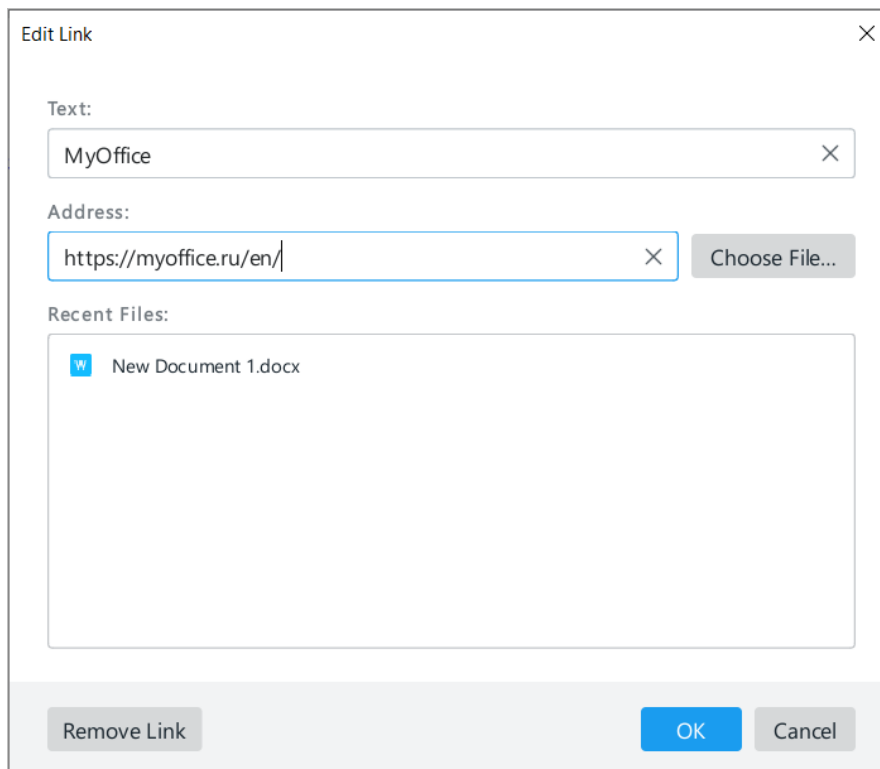 Edit Link
Text:
MyOffice
Address:
https://myoffice.ru/en/
Choose File...
Recent Files:
W New Document 1.docx
Remove Link
OK
Cancel